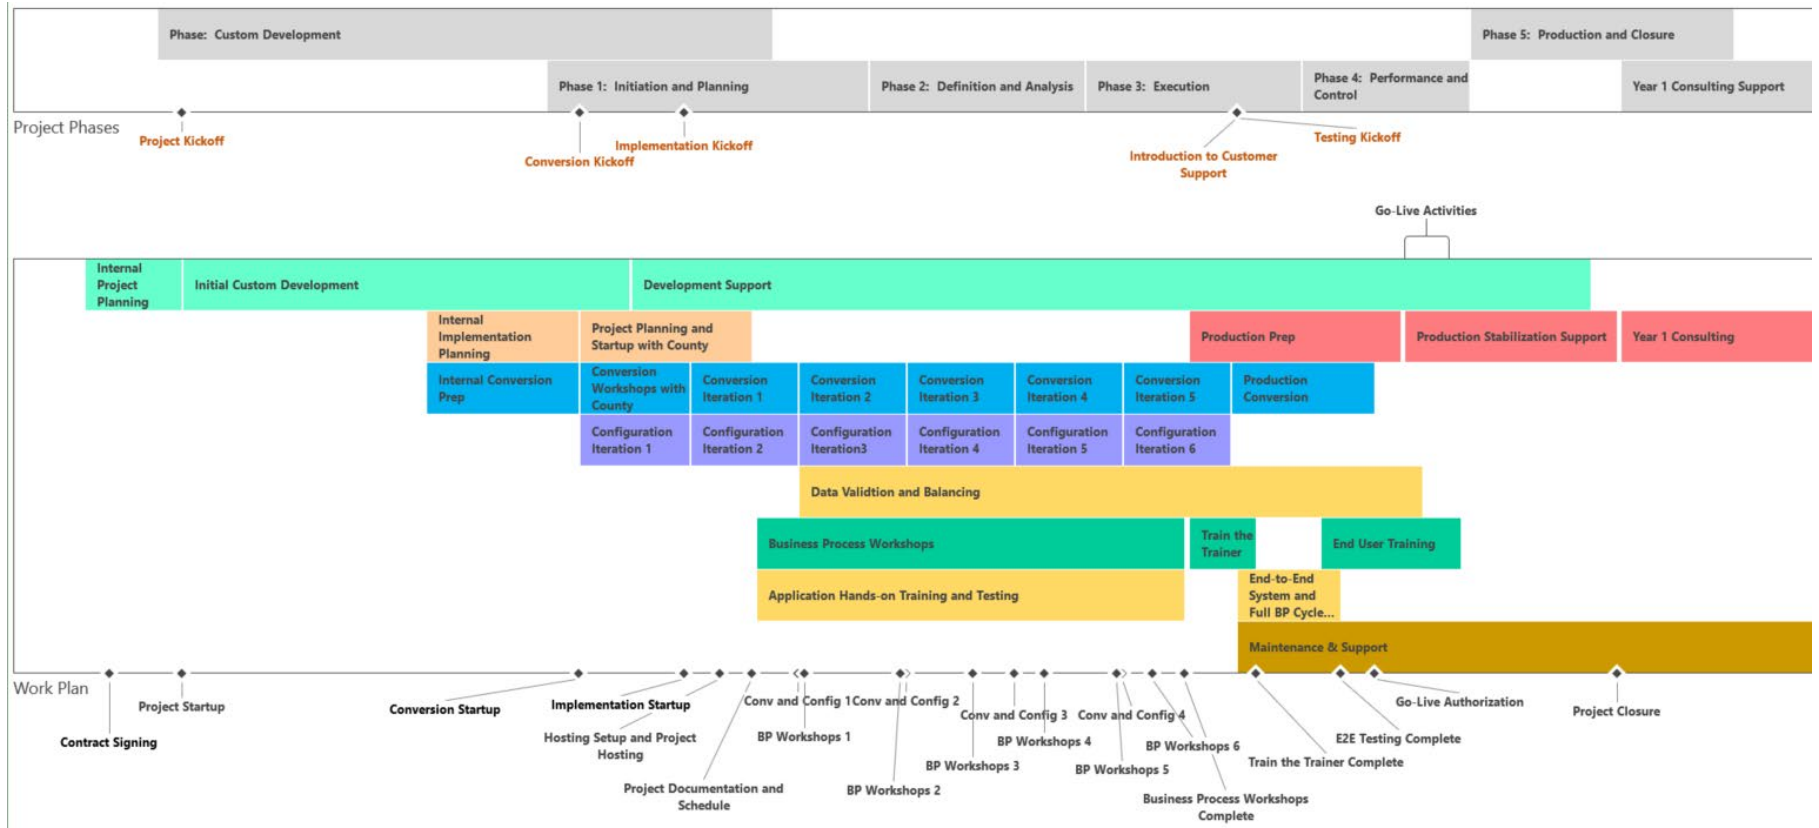 Phase:  Custom Development
Phase 5:  Production and Closure
Phase 1:  Initiation and Planning
Phase 2:  Definition and Analysis
Phase 3:  Execution
Phase 4:  Performance and
Control
Year 1 Consulting Support
Project Phases
Project Kickoff
Conversion Kickoff
Implementation Kickoff
Introduction to Customer
Support
Testing Kickoff
Go-Live Activities
Internal
Project
Planning
Initial Custom Development
Development Support
Internal
Implementation
Planning
Project Planning and
Startup with County
Production Prep
Production Stabilization Support
Year 1 Consulting
Internal Conversion
Prep
Conversion
Workshops with
County
Conversion
Iteration 1
Conversion
Iteration 2
Conversion
Iteration 3
Conversion
Iteration 4
Conversion
Iteration 5
Production
Conversion
Configuration
Iteration 1
Configuration
Iteration 2
Configuration
Iteration3
Configuration
Iteration 4
Configuration
Iteration 5
Configuration
Iteration 6
Data Validtion and Balancing
Business Process Workshops
Train the
Trainer
End User Training
Application Hands-on Training and Testing
End-to-End
System and
Full BP Cycle...
Maintenance & Support
Work Plan
Contract Signing
Project Startup
Conversion Startup
Implementation Startup
Hosting Setup and Project
Hosting
Project Documentation and
Schedule
Conv and Config 1
BP Workshops 1
Conv and Config 2
BP Workshops 2
BP Workshops 3
Conv and Config 3
BP Workshops 4
Conv and Config 4
BP Workshops 5
BP Workshops 6
Business Process Workshops
Complete
Train the Trainer Complete
E2E Testing Complete
Go-Live Authorization
Project Closure